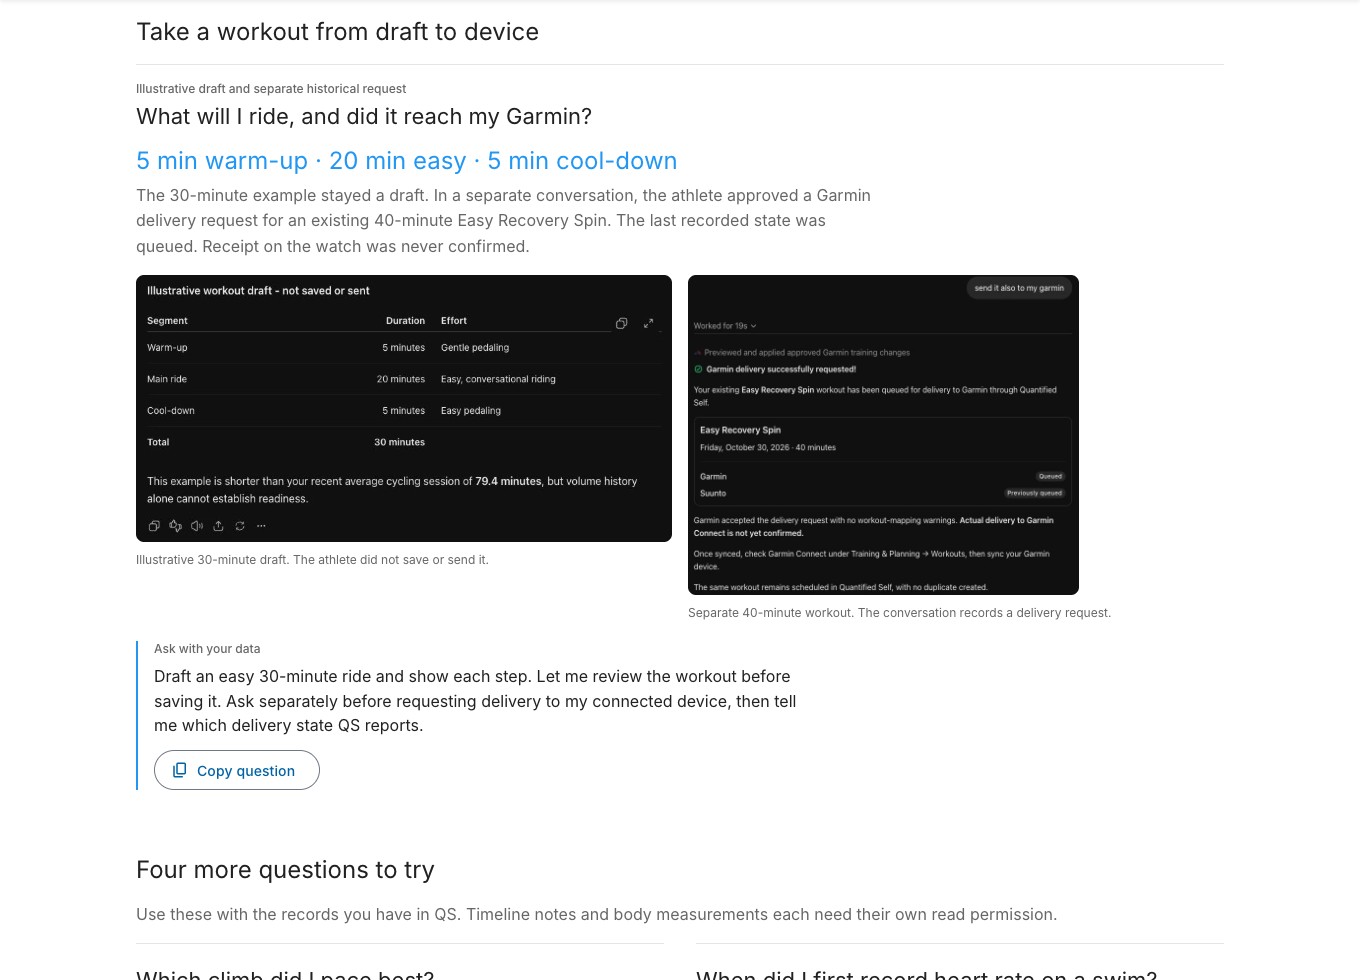 Take a workout from draft to device
Illustrative draft and separate historical request
What will I ride, and did it reach my Garmin?
5 min warm-up · 20 min easy · 5 min cool-down
The 30-minute example stayed a draft. In a separate conversation, the athlete approved a Garmin
delivery request for an existing 40-minute Easy Recovery Spin. The last recorded state was
queued. Receipt on the watch was never confirmed.
Illustrative workout draft - not saved or sent
Segment Duration Effort
Warm-up 5 minutes Gentle pedaling
Main ride 20 minutes Easy, conversational riding
Cool-down 5 minutes Easy pedaling
Total 30 minutes
This example is shorter than your recent average cycling session of 79.4 minutes, but volume history
alone cannot establish readiness.
Illustrative 30-minute draft. The athlete did not save or send it.
send it also to my garmin
Worked for 19s
Previewed and applied approved Garmin training changes
Garmin delivery successfully requested!
Your existing Easy Recovery Spin workout has been queued for delivery to Garmin through Quantified
Self.
Easy Recovery Spin
Friday, October 30, 2026 · 40 minutes
Garmin Queued
Suunto Previously queued
Garmin accepted the delivery request with no workout-mapping warnings. Actual delivery to Garmin
Connect is not yet confirmed.
Once synced, check Garmin Connect under Training & Planning → Workouts, then sync your Garmin
device.
The same workout remains scheduled in Quantified Self, with no duplicate created.
Separate 40-minute workout. The conversation records a delivery request.
Ask with your data
Draft an easy 30-minute ride and show each step. Let me review the workout before
saving it. Ask separately before requesting delivery to my connected device, then tell
me which delivery state QS reports.
Copy question
Four more questions to try
Use these with the records you have in QS. Timeline notes and body measurements each need their own read permission.
Which climb did I pace best?
When did I first record heart rate on a swim?